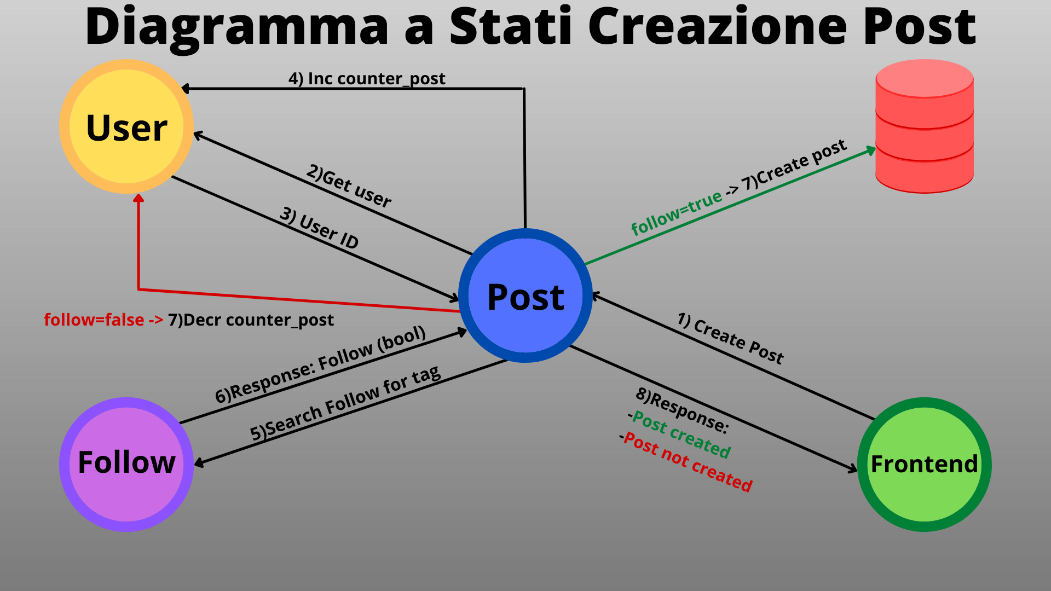 Diagramma a Stati Creazione Post
4) Inc counter_post
User
2)Get user
3) User ID
follow=true -> 7)Create post
Post
follow=false -> 7)Decr counter_post
1) Create Post
6)Response: Follow (bool)
5)Search Follow for tag
8)Response:
-Post created
-Post not created
Follow
Frontend